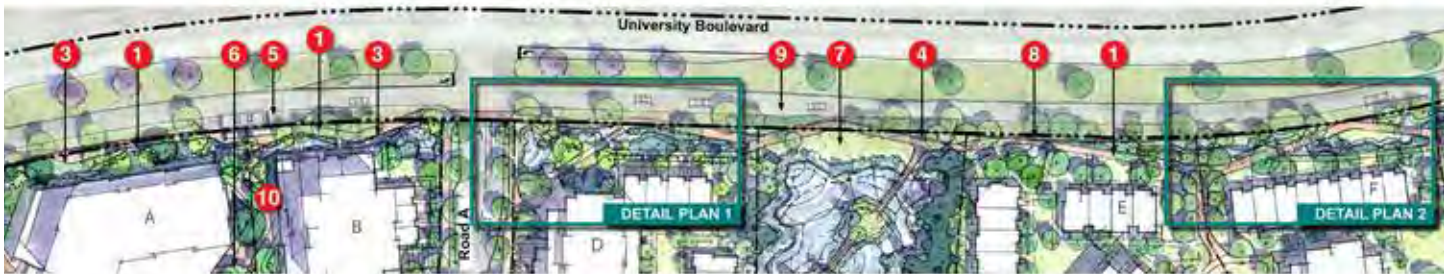 University Boulevard
3
1
6
5
1
3
9
7
4
8
1
10
A
B
Road A
D
E
F
DETAIL PLAN 1
DETAIL PLAN 2